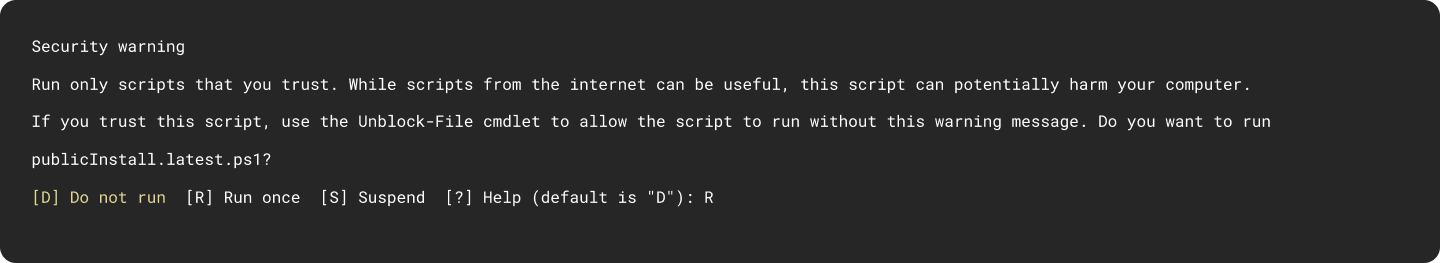 Security warning
Run only scripts that you trust. While scripts from the internet can be useful, this script can potentially harm your computer.
If you trust this script, use the Unblock-File cmdlet to allow the script to run without this warning message. Do you want to run
publicInstall.latest.ps1?
[D] Do not run  [R] Run once  [S] Suspend  [?] Help (default is "D"): R